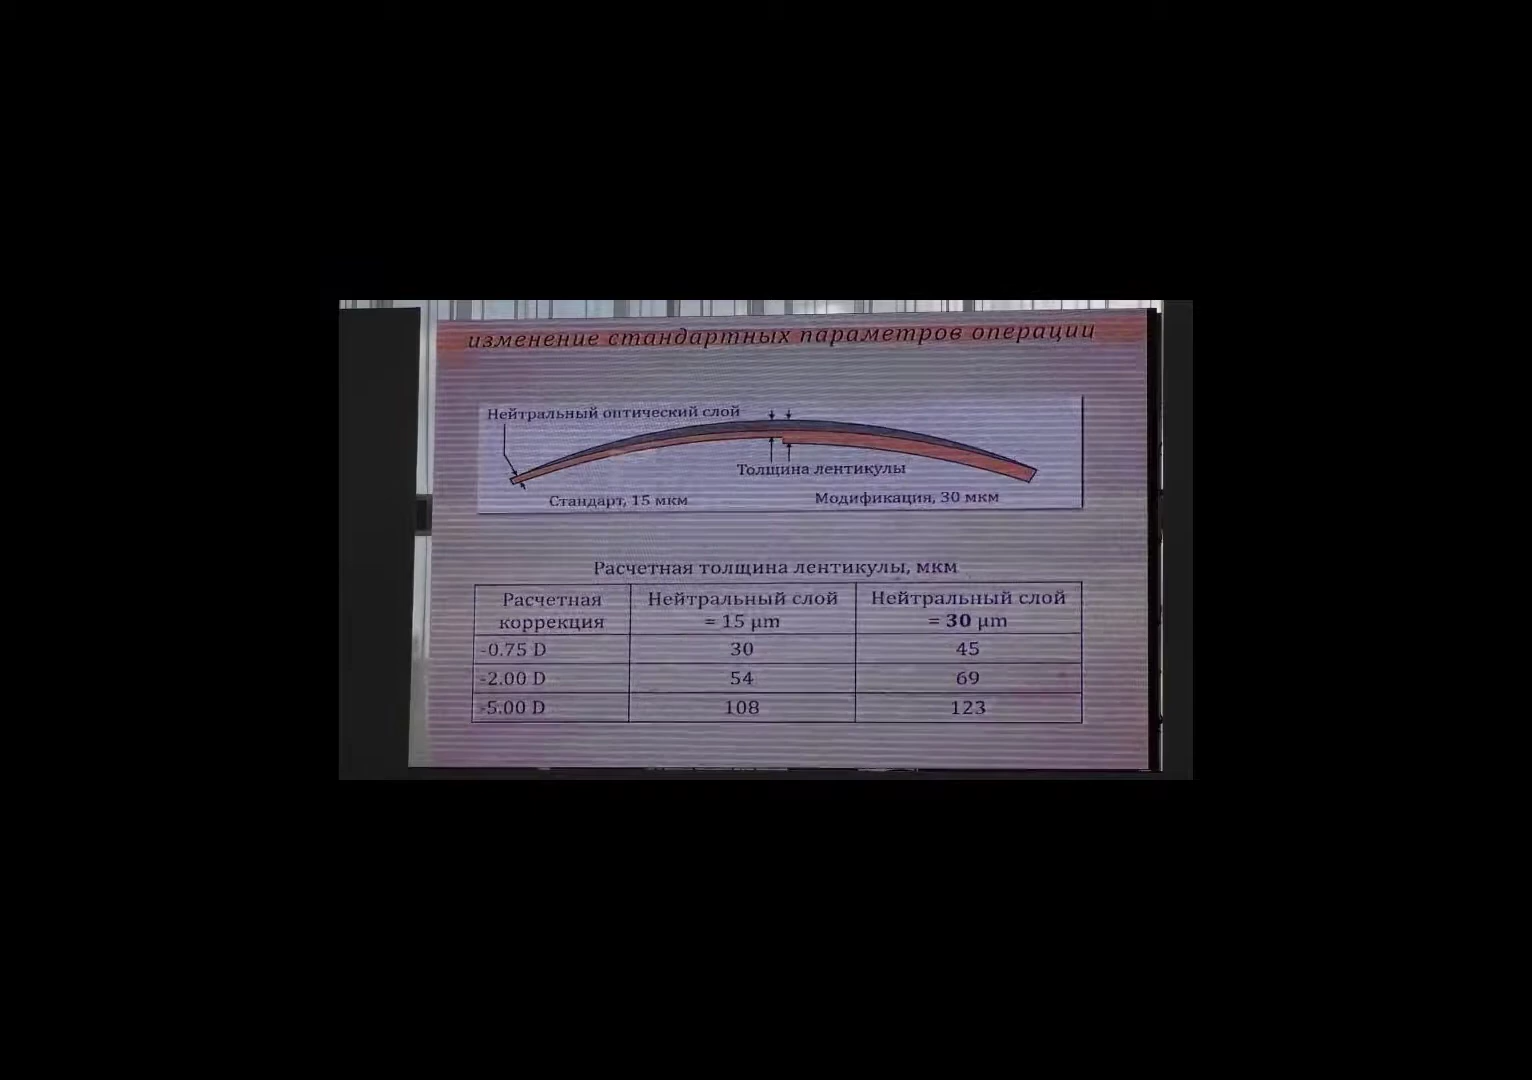 изменение стандартных параметров операции
Нейтральный оптический слой
Толщина лентикулы
Стандарт, 15 мкм
Модификация, 30 мкм
Расчетная толщина лентикулы, мкм
Расчетная коррекция
Нейтральный слой = 15 µm
Нейтральный слой = 30 µm
-0.75 D 30 45
-2.00 D 54 69
-5.00 D 108 123